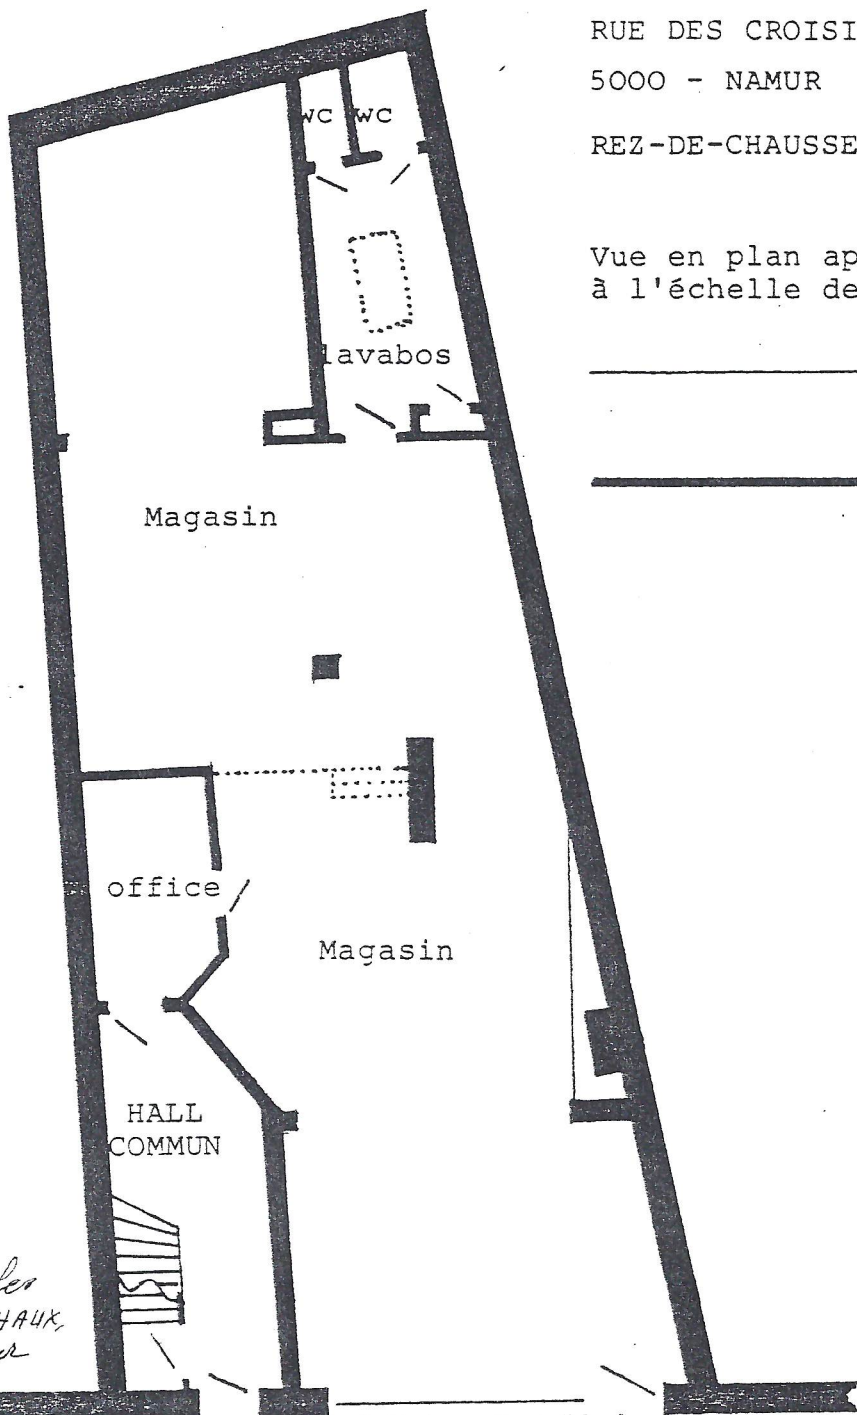 RUE DES CROISI
5000 - NAMUR
REZ-DE-CHAUSSE
Vue en plan ap
à l'échelle de
wc wc
lavabos
Magasin
office
Magasin
HALL
COMMUN
HAUX,